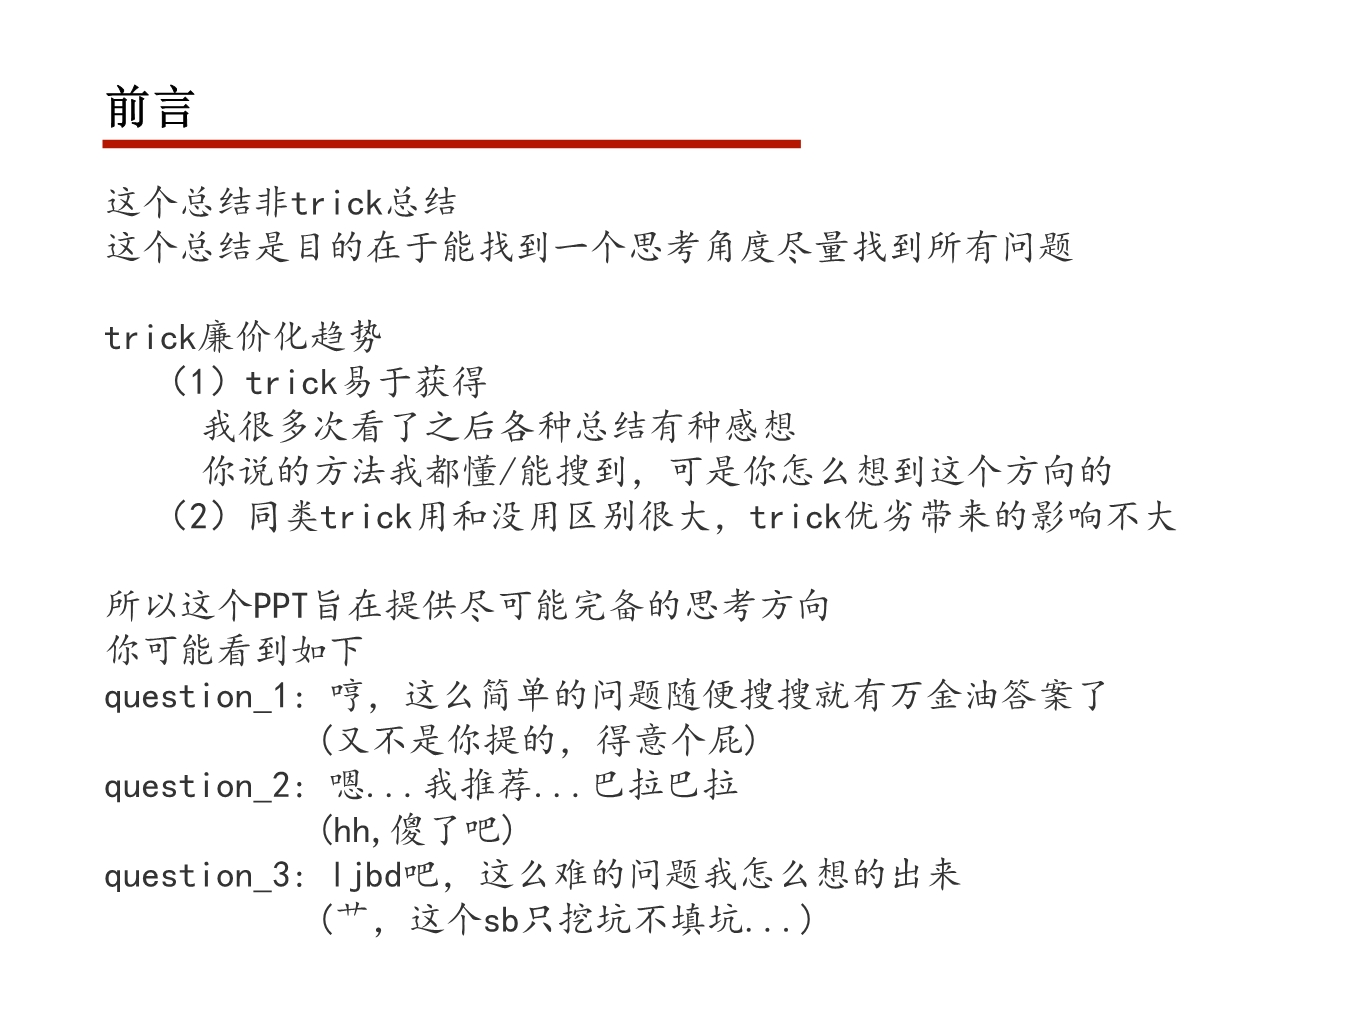 前言
这个总结非trick总结
这个总结是目的在于能找到一个思考角度尽量找到所有问题
trick廉价化趋势
（1）trick易于获得
我很多次看了之后各种总结有种感想
你说的方法我都懂/能搜到，可是你怎么想到这个方向的
（2）同类trick用和没用区别很大，trick优劣带来的影响不大
所以这个PPT旨在提供尽可能完备的思考方向
你可能看到如下
question_1: 哼，这么简单的问题随便搜搜就有万金油答案了
(又不是你提的，得意个屁)
question_2: 嗯...我推荐...巴拉巴拉
(hh,傻了吧)
question_3: ljbd吧，这么难的问题我怎么想的出来
(艹，这个sb只挖坑不填坑...)